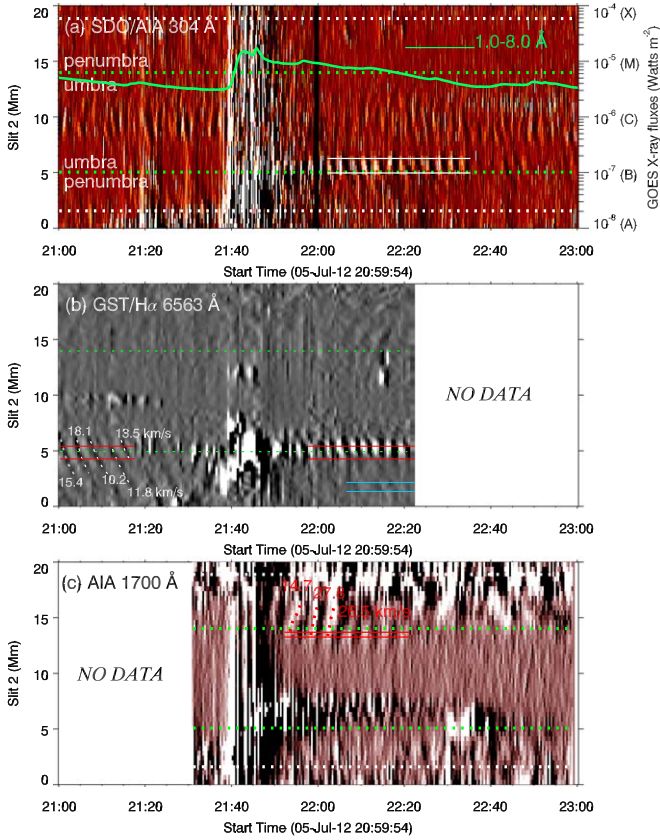 (a) SDO/AIA 304 Å
1.0-8.0 Å
penumbra
umbra
umbra
penumbra
20
15
10
5
0
Slit 2 (Mm)
10⁻⁴ (X)
10⁻⁵ (M)
10⁻⁶ (C)
10⁻⁷ (B)
10⁻⁸ (A)
GOES X-ray fluxes (Watts m⁻²)
21:00 21:20 21:40 22:00 22:20 22:40 23:00
Start Time (05-Jul-12 20:59:54)
(b) GST/Hα 6563 Å
NO DATA
18.1 13.5 km/s
15.4 10.2 11.8 km/s
20
15
10
5
0
Slit 2 (Mm)
21:00 21:20 21:40 22:00 22:20 22:40 23:00
Start Time (05-Jul-12 20:59:54)
(c) AIA 1700 Å
NO DATA
20
15
10
5
0
Slit 2 (Mm)
21:00 21:20 21:40 22:00 22:20 22:40 23:00
Start Time (05-Jul-12 20:59:54)